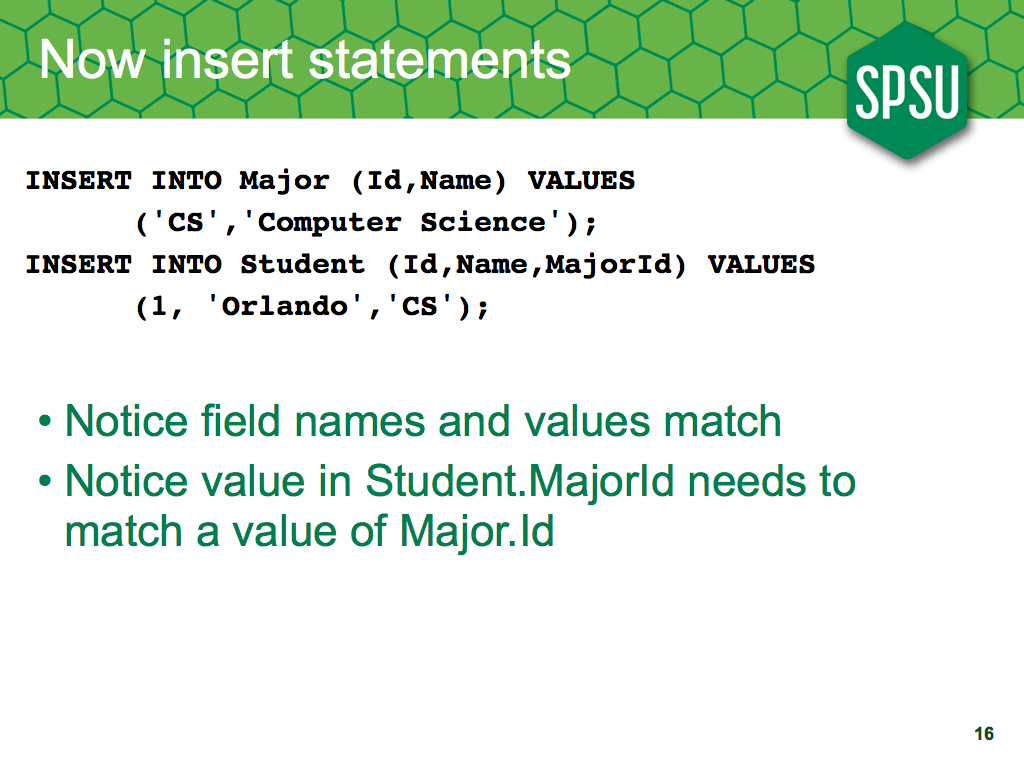 Now insert statements
SPSU
INSERT INTO Major (Id,Name) VALUES
('CS','Computer Science');
INSERT INTO Student (Id,Name,MajorId) VALUES
(1, 'Orlando','CS');
• Notice field names and values match
• Notice value in Student.MajorId needs to
match a value of Major.Id
16